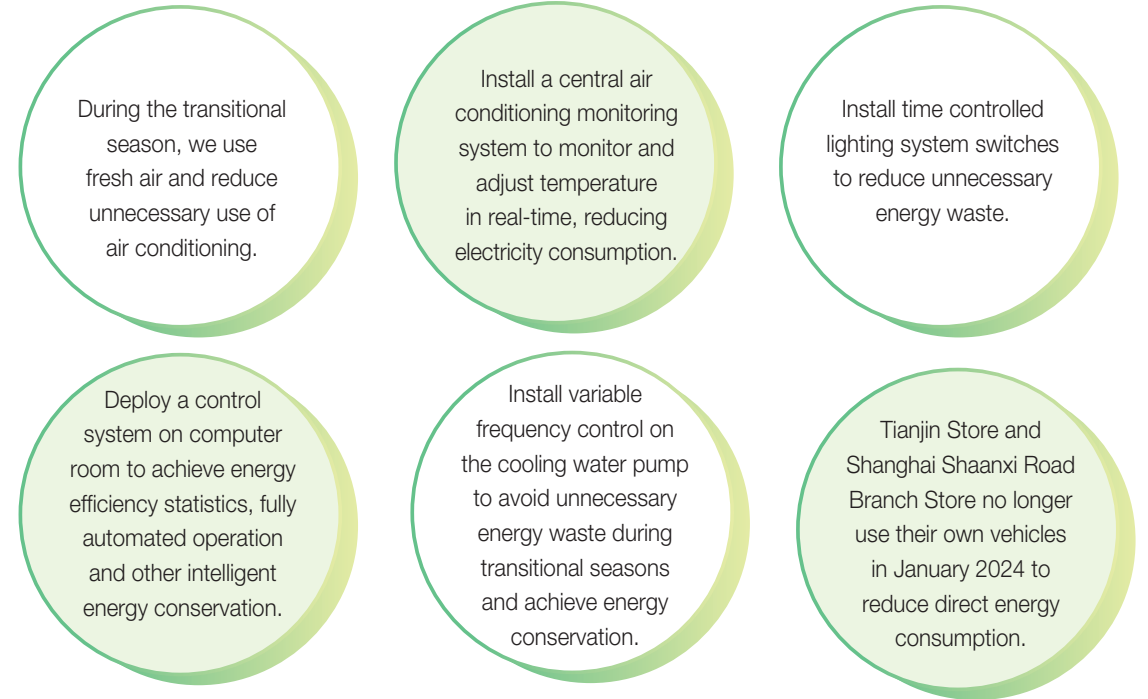 During the transitional
season, we use
fresh air and reduce
unnecessary use of
air conditioning.
Install a central air
conditioning monitoring
system to monitor and
adjust temperature
in real-time, reducing
electricity consumption.
Install time controlled
lighting system switches
to reduce unnecessary
energy waste.
Deploy a control
system on computer
room to achieve energy
efficiency statistics, fully
automated operation
and other intelligent
energy conservation.
Install variable
frequency control on
the cooling water pump
to avoid unnecessary
energy waste during
transitional seasons
and achieve energy
conservation.
Tianjin Store and
Shanghai Shaanxi Road
Branch Store no longer
use their own vehicles
in January 2024 to
reduce direct energy
consumption.